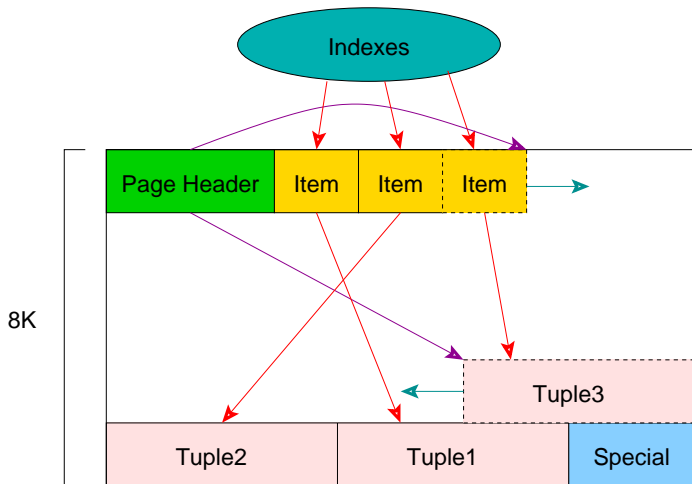 Indexes
Page Header
Item
Item
Item
8K
Tuple3
Tuple2
Tuple1
Special